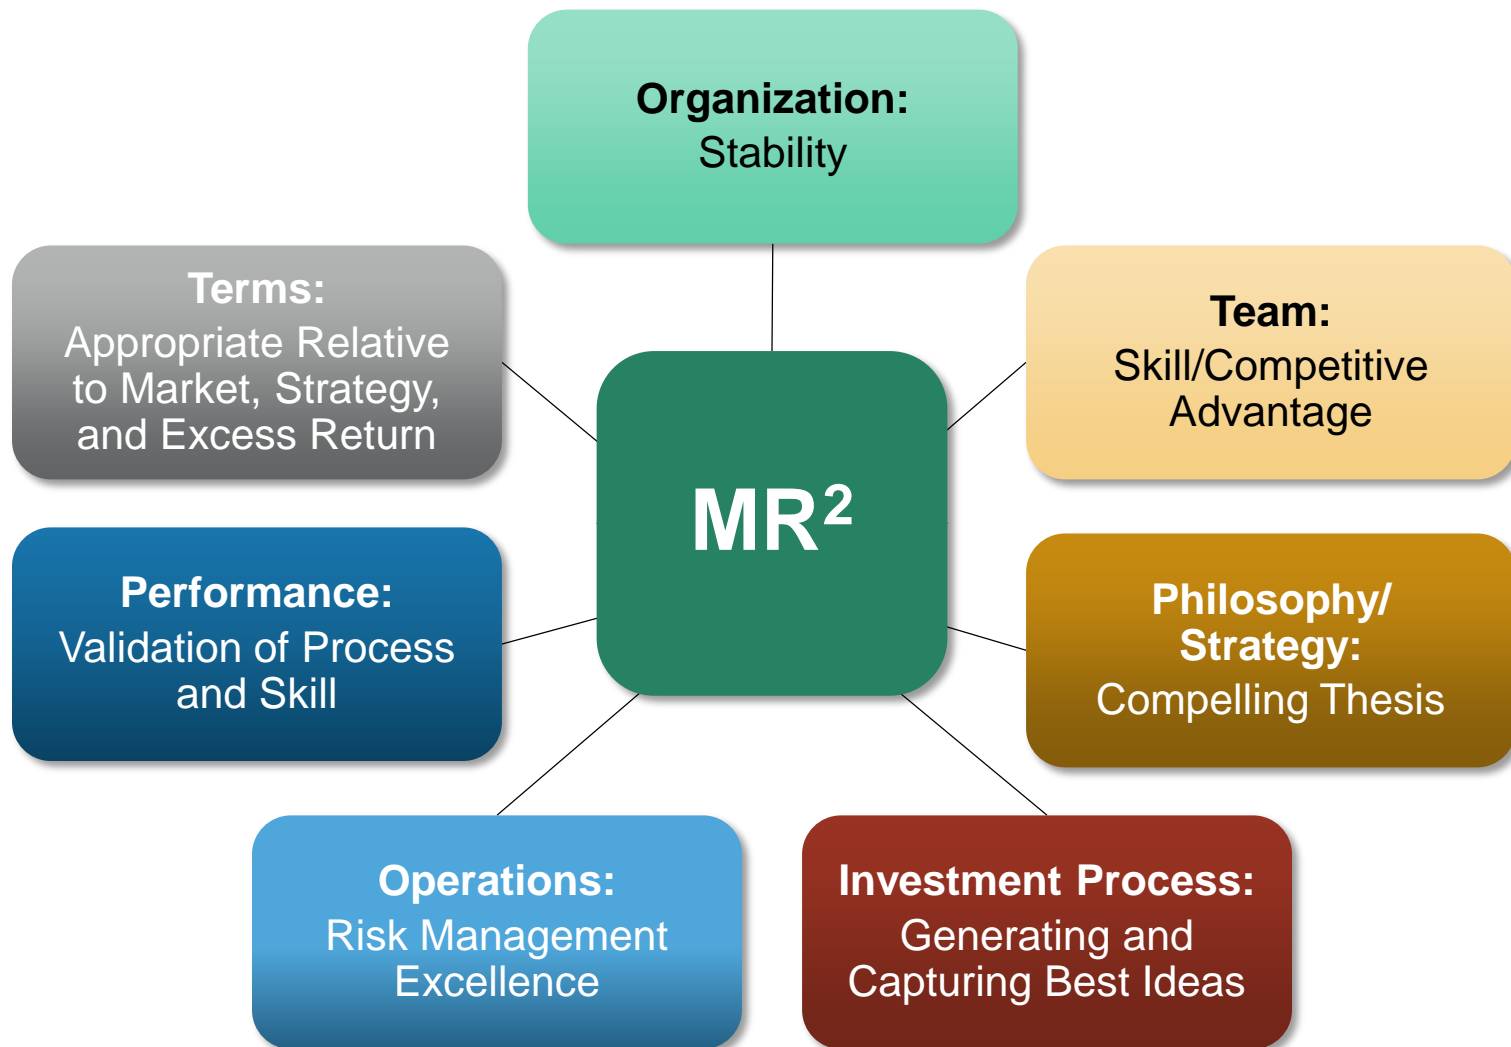 Organization:
Stability
Terms:
Appropriate Relative
to Market, Strategy,
and Excess Return
Team:
Skill/Competitive
Advantage
MR²
Performance:
Validation of Process
and Skill
Philosophy/
Strategy:
Compelling Thesis
Operations:
Risk Management
Excellence
Investment Process:
Generating and
Capturing Best Ideas